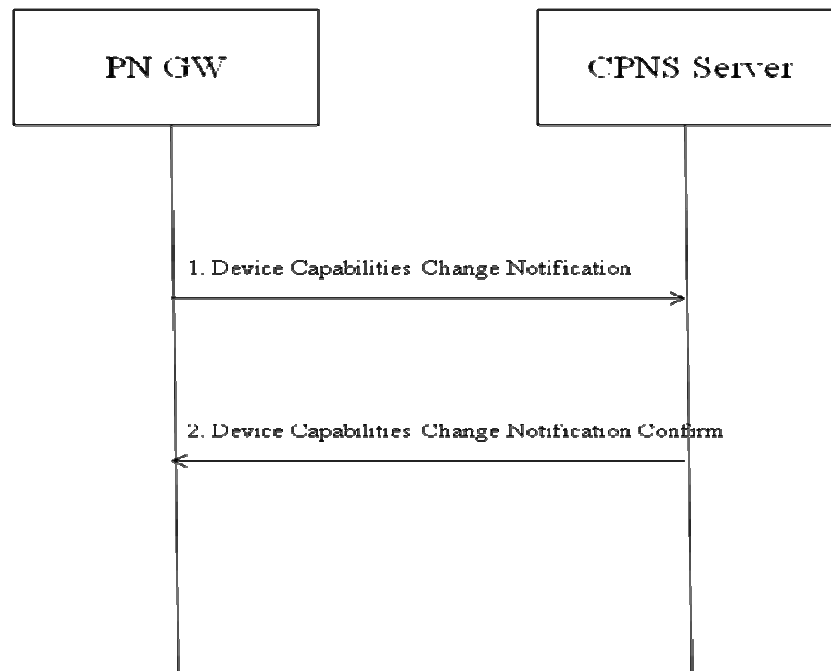 PN GW
CPNS Server
1. Device Capabilities Change Notification
2. Device Capabilities Change Notification Confirm